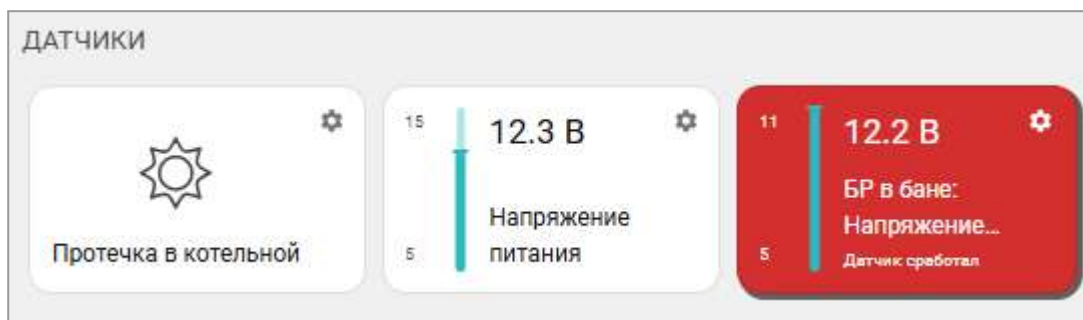 ДАТЧИКИ
Протечка в котельной
15
12.3 В
Напряжение
питания
5
11
12.2 В
БР в бане:
Напряжение...
5
Датчик сработал